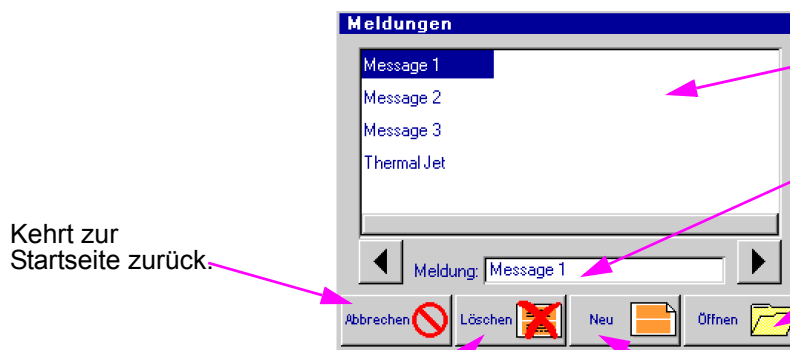 Meldungen
Message 1
Message 2
Message 3
Thermal Jet
Kehrt zur
Startseite zurück.
Meldung: Message 1
Abbrechen Löschen Neu Öffnen